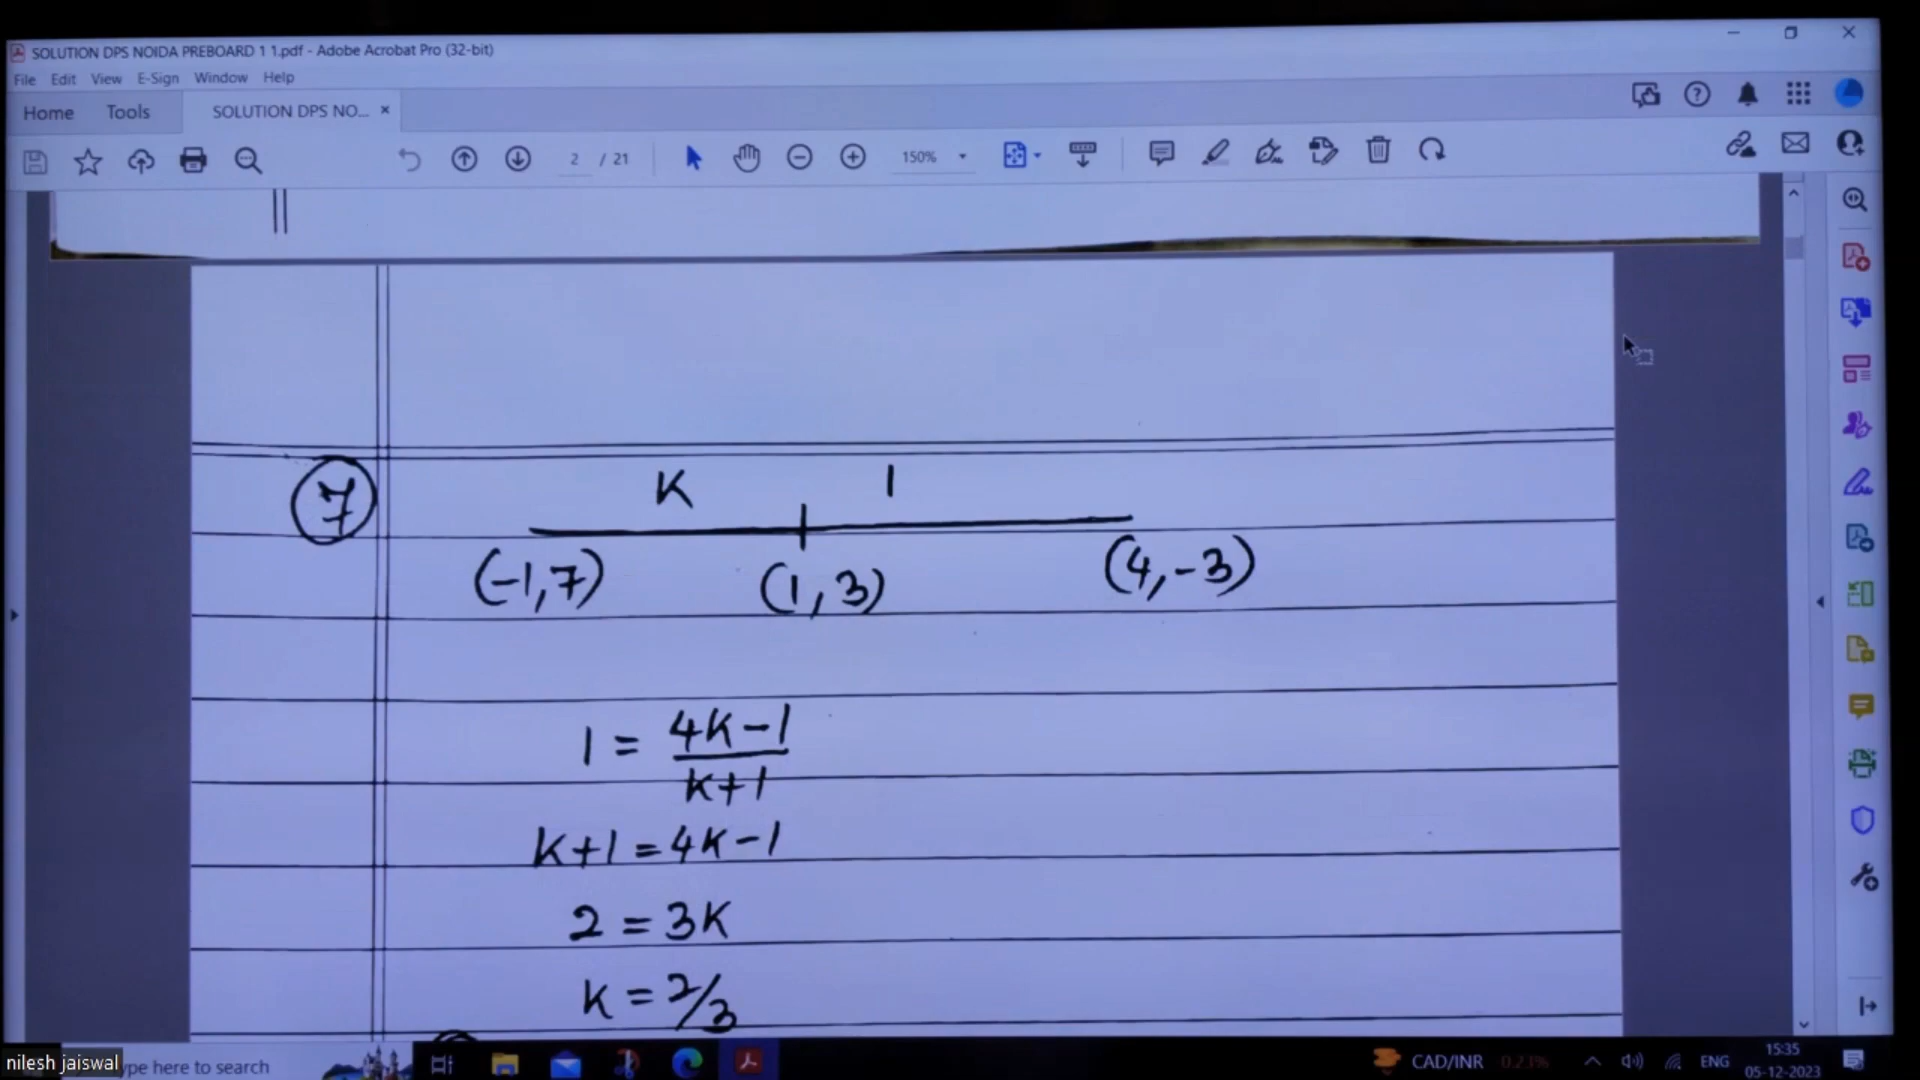 SOLUTION DPS NOIDA PREBOARD 1 1.pdf - Adobe Acrobat Pro (32-bit)
File Edit View E-Sign Window Help
Home Tools SOLUTION DPS NO... ×
2 / 21 150%
7
K 1
(-1,7) (1,3) (4,-3)
1 = 4K-1
K+1
K+1=4K-1
2 = 3K
K = 2/3
nilesh jaiswal
ype here to search
CAD/INR 0.23% ENG
15:35
05-12-2023